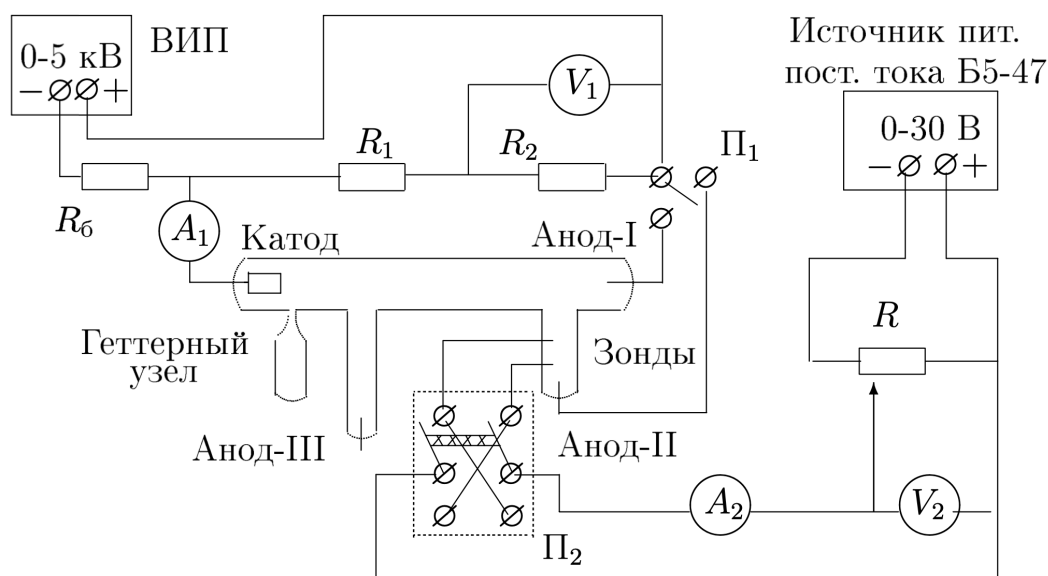 0-5 кВ
− +
ВИП
V₁
Источник пит.
пост. тока Б5-47
0-30 В
− +
R₁
R₂
П₁
Rб
A₁
Катод
Анод-I
Геттерный
узел
Зонды
R
Анод-III
Анод-II
A₂
V₂
П₂